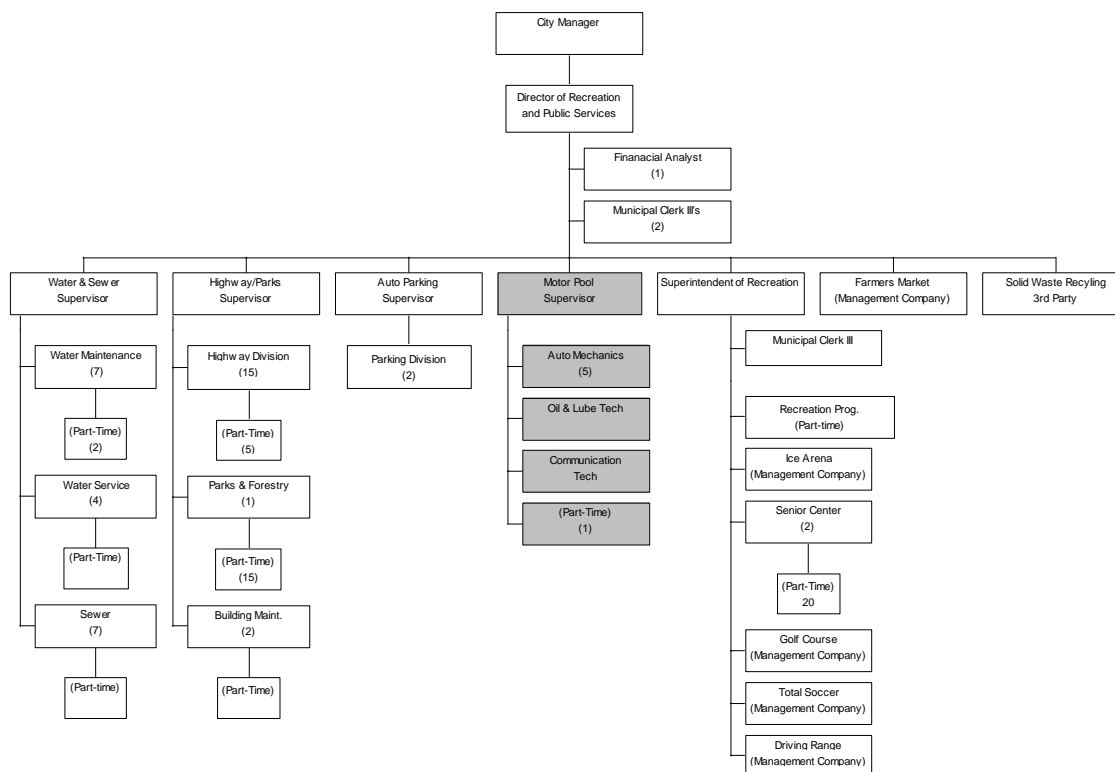 City Manager
Director of Recreation
and Public Services
Finanacial Analyst
(1)
Municipal Clerk III's
(2)
Water & Sewer
Supervisor
Highway/Parks
Supervisor
Auto Parking
Supervisor
Motor Pool
Supervisor
Superintendent of Recreation
Farmers Market
(Management Company)
Solid Waste Recyling
3rd Party
Water Maintenance
(7)
(Part-Time)
(2)
Water Service
(4)
(Part-Time)
Sewer
(7)
(Part-time)
Highway Division
(15)
(Part-Time)
(5)
Parks & Forestry
(1)
(Part-Time)
(15)
Building Maint.
(2)
(Part-Time)
Parking Division
(2)
Auto Mechanics
(5)
Oil & Lube Tech
Communication
Tech
(Part-Time)
(1)
Municipal Clerk III
Recreation Prog.
(Part-time)
Ice Arena
(Management Company)
Senior Center
(2)
(Part-Time)
20
Golf Course
(Management Company)
Total Soccer
(Management Company)
Driving Range
(Management Company)